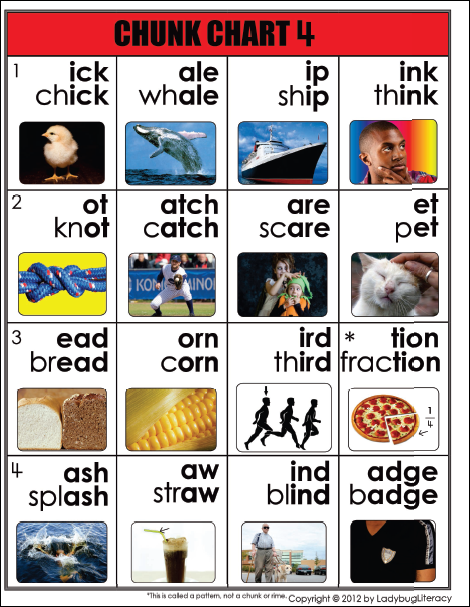 CHUNK CHART 4
1 ick ale ip ink
chick whale ship think
2 ot atch are et
knot catch scare pet
3 ead orn ird * tion
bread corn third fraction
1/4
4 ash aw ind adge
splash straw blind badge
*This is called a pattern, not a chunk or rime. Copyright © 2012 by LadybugLiteracy